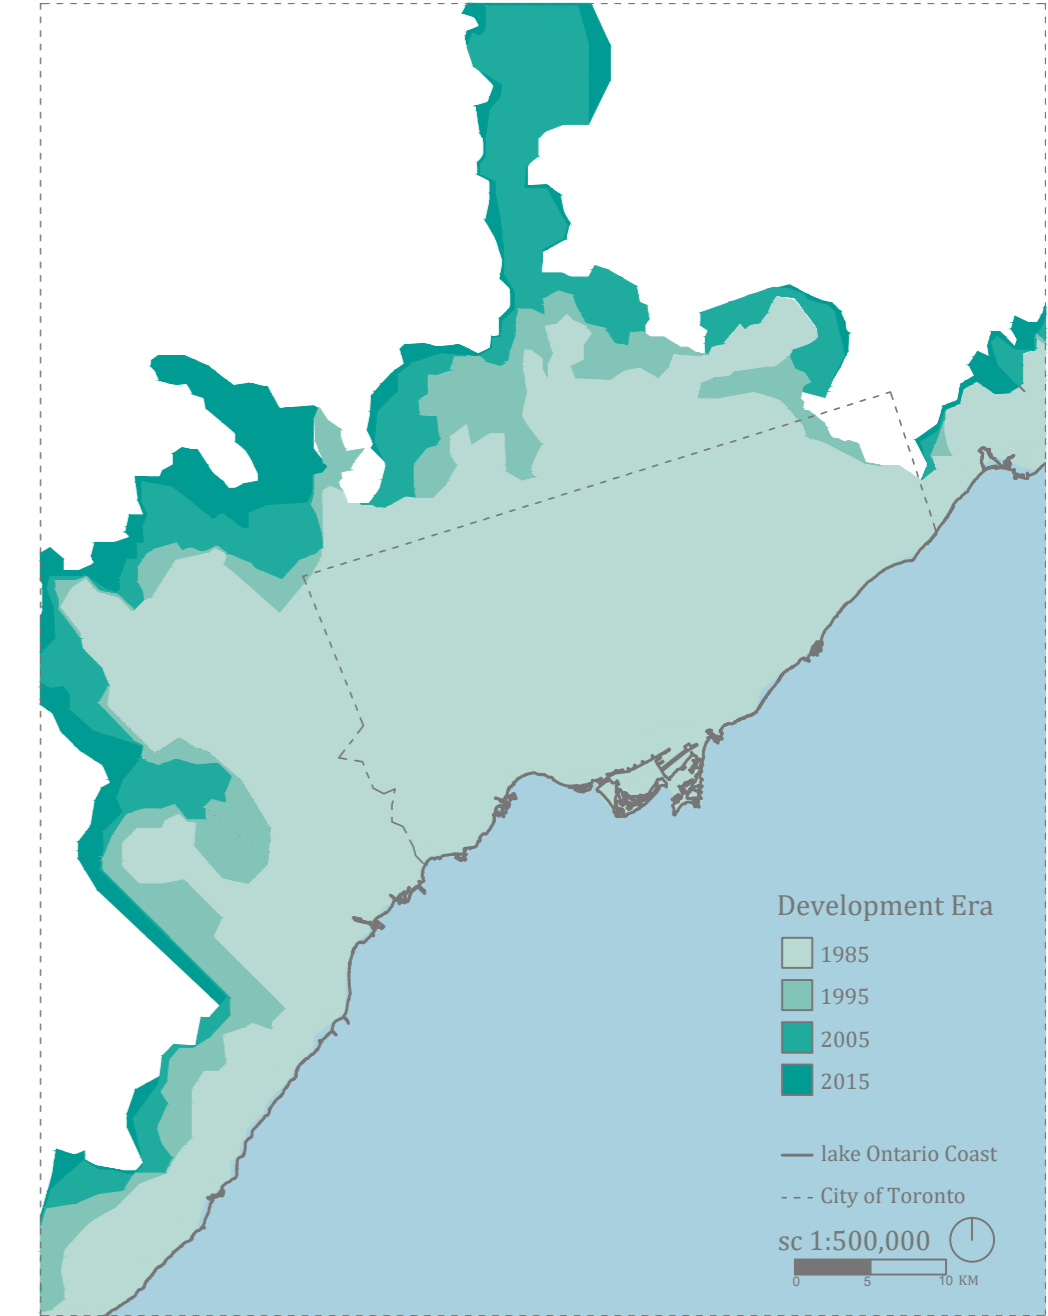 Development Era
1985
1995
2005
2015
lake Ontario Coast
City of Toronto
sc 1:500,000
0 5 10 KM